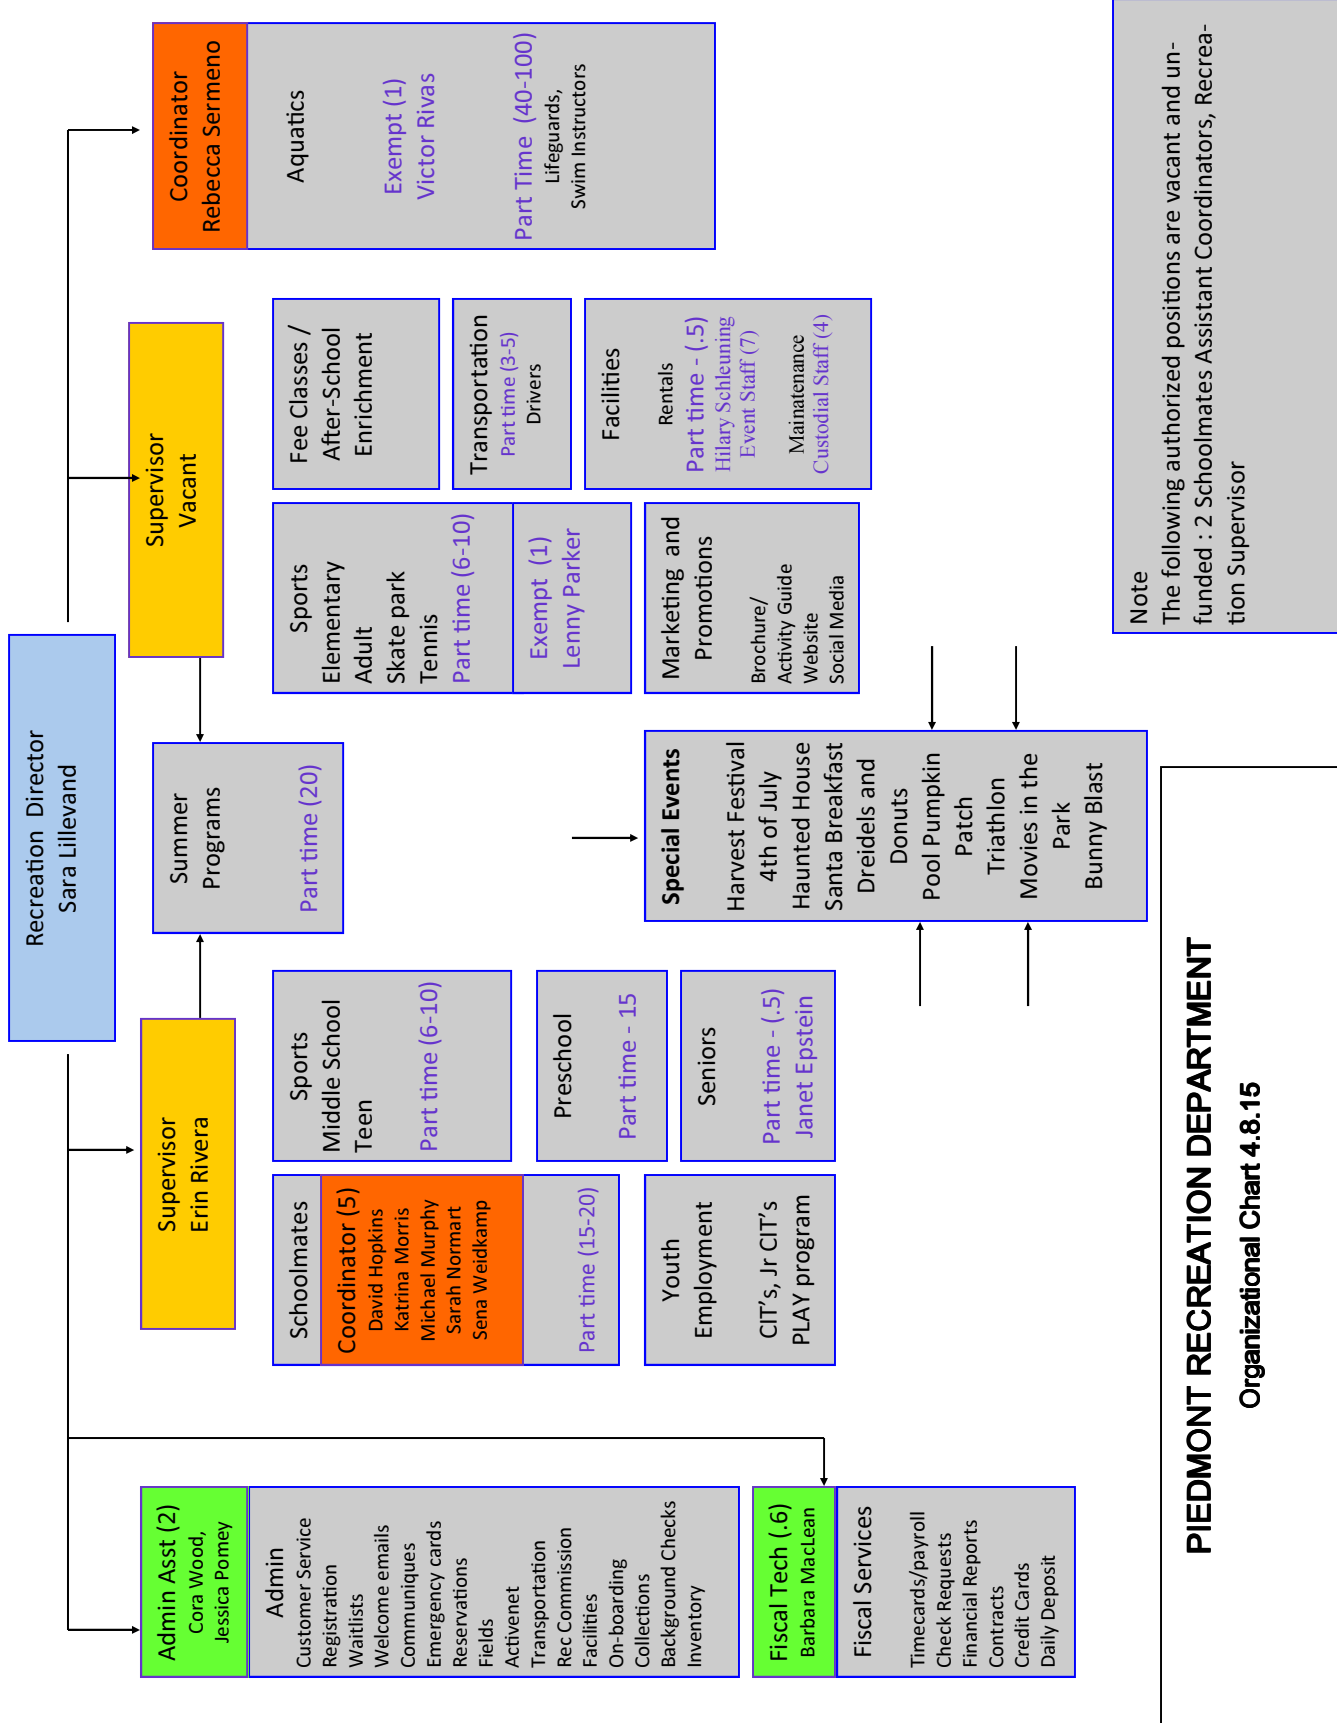 Recreation  Director
Sara Lillevand
Admin Asst (2)
Cora Wood,
Jessica Pomey
Admin
Customer Service
Registration
Waitlists
Welcome emails
Communiques
Emergency cards
Reservations
Fields
Activenet
Transportation
Rec Commission
Facilities
On-boarding
Collections
Background Checks
Inventory
Fiscal Tech (.6)
Barbara MacLean
Fiscal Services
Timecards/payroll
Check Requests
Financial Reports
Contracts
Credit Cards
Daily Deposit
Supervisor
Erin Rivera
Schoolmates
Coordinator (5)
David Hopkins
Katrina Morris
Michael Murphy
Sarah Normart
Sena Weidkamp
Part time (15-20)
Youth
Employment
CIT's, Jr CIT's
PLAY program
Sports
Middle School
Teen
Part time (6-10)
Preschool
Part time - 15
Seniors
Part time - (.5)
Janet Epstein
Summer
Programs
Part time (20)
Special Events
Harvest Festival
4th of July
Haunted House
Santa Breakfast
Dreidels and
Donuts
Pool Pumpkin
Patch
Triathlon
Movies in the
Park
Bunny Blast
Supervisor
Vacant
Sports
Elementary
Adult
Skate park
Tennis
Part time (6-10)
Exempt  (1)
Lenny Parker
Marketing  and
Promotions
Brochure/
Activity Guide
Website
Social Media
Fee Classes /
After-School
Enrichment
Transportation
Part time (3-5)
Drivers
Facilities
Rentals
Part time - (.5)
Hilary Schleuning
Event Staff (7)
Mainatenance
Custodial Staff (4)
Coordinator
Rebecca Sermeno
Aquatics
Exempt (1)
Victor Rivas
Part Time  (40-100)
Lifeguards,
Swim Instructors
PIEDMONT RECREATION DEPARTMENT
Organizational Chart 4.8.15
Note
The following authorized positions are vacant and un-
funded : 2 Schoolmates Assistant Coordinators, Recrea-
tion Supervisor